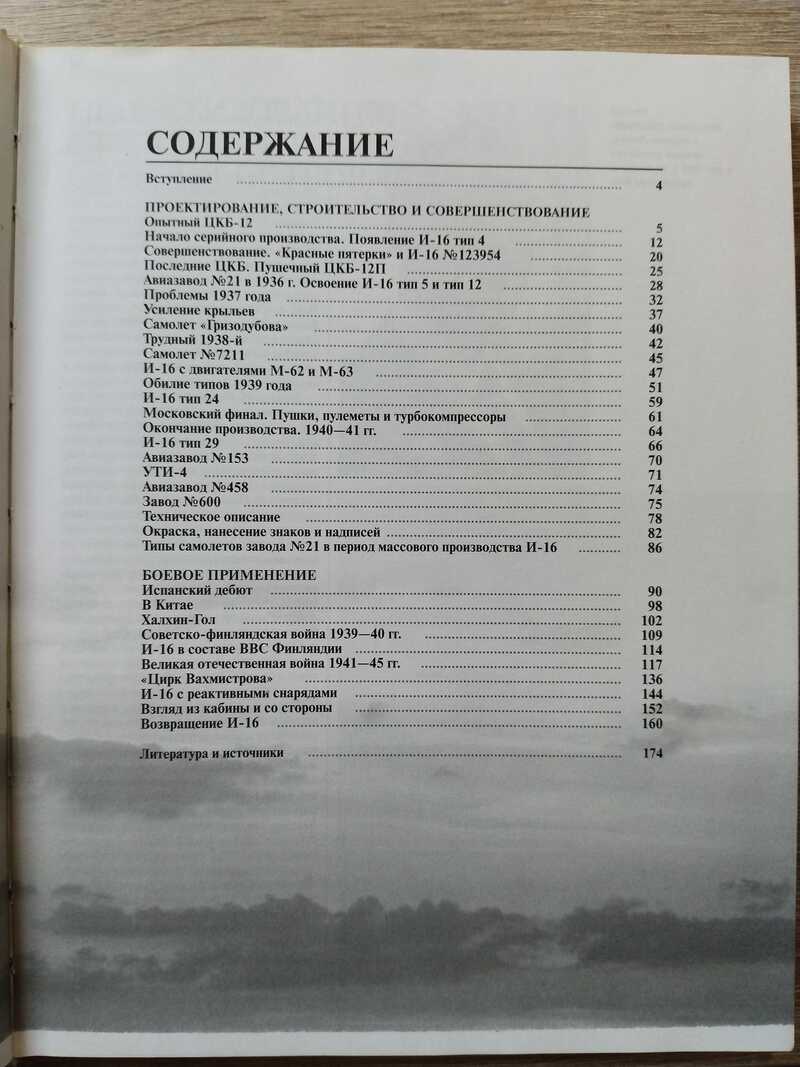 СОДЕРЖАНИЕ
Вступление 4
ПРОЕКТИРОВАНИЕ, СТРОИТЕЛЬСТВО И СОВЕРШЕНСТВОВАНИЕ
Опытный ЦКБ-12 5
Начало серийного производства. Появление И-16 тип 4 12
Совершенствование. «Красные пятерки» и И-16 №123954 20
Последние ЦКБ. Пушечный ЦКБ-12П 25
Авиазавод №21 в 1936 г. Освоение И-16 тип 5 и тип 12 28
Проблемы 1937 года 32
Усиление крыльев 37
Самолет «Гризодубова» 40
Трудный 1938-й 42
Самолет №7211 45
И-16 с двигателями М-62 и М-63 47
Обилие типов 1939 года 51
И-16 тип 24 59
Московский финал. Пушки, пулеметы и турбокомпрессоры 61
Окончание производства. 1940—41 гг. 64
И-16 тип 29 66
Авиазавод №153 70
УТИ-4 71
Авиазавод №458 74
Завод №600 75
Техническое описание 78
Окраска, нанесение знаков и надписей 82
Типы самолетов завода №21 в период массового производства И-16 86
БОЕВОЕ ПРИМЕНЕНИЕ
Испанский дебют 90
В Китае 98
Халхин-Гол 102
Советско-финляндская война 1939—40 гг. 109
И-16 в составе ВВС Финляндии 114
Великая отечественная война 1941—45 гг. 117
«Цирк Вахмистрова» 136
И-16 с реактивными снарядами 144
Взгляд из кабины и со стороны 152
Возвращение И-16 160
Литература и источники 174